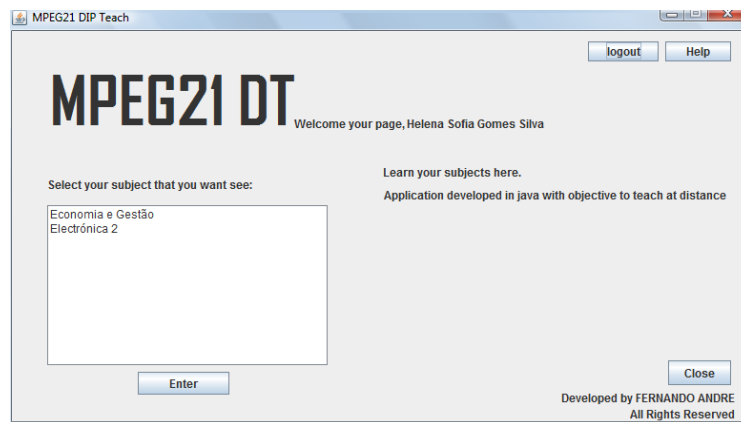 MPEG21 DIP Teach
logout Help
MPEG21 DT
Welcome your page, Helena Sofia Gomes Silva
Learn your subjects here.
Select your subject that you want see:
Application developed in java with objective to teach at distance
Economia e Gestão
Electrónica 2
Close
Enter
Developed by FERNANDO ANDRE
All Rights Reserved